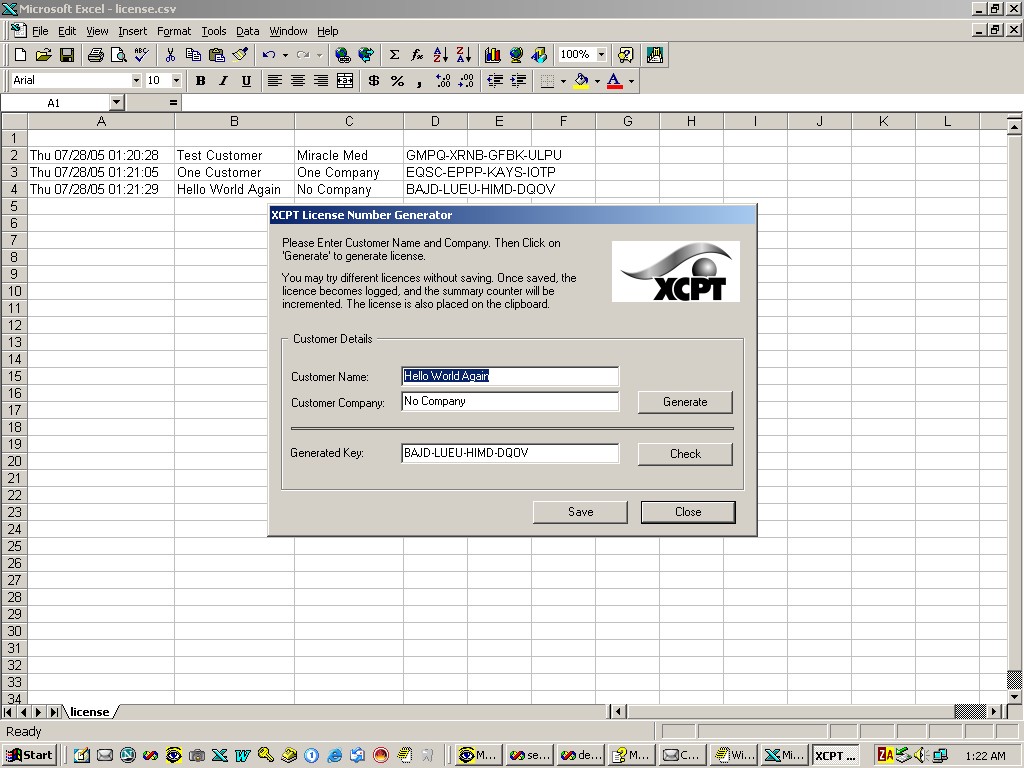 Microsoft Excel - license.csv
File Edit View Insert Format Tools Data Window Help
100%
Arial 10 B I U $ % ,
A1 =
A B C D E F G H I J K L
1
2 Thu 07/28/05 01:20:28 Test Customer Miracle Med GMPQ-XRNB-GFBK-ULPU
3 Thu 07/28/05 01:21:05 One Customer One Company EQSC-EPPP-KAYS-IOTP
4 Thu 07/28/05 01:21:29 Hello World Again No Company BAJD-LUEU-HIMD-DQOV
5
6
7
8
9
10
11
12
13
14
15
16
17
18
19
20
21
22
23
24
25
26
27
28
29
30
31
32
33
34
XCPT License Number Generator
Please Enter Customer Name and Company. Then Click on
'Generate' to generate license.
You may try different licences without saving. Once saved, the
licence becomes logged, and the summary counter will be
incremented. The license is also placed on the clipboard.
XCPT
Customer Details
Customer Name: Hello World Again
Customer Company: No Company Generate
Generated Key: BAJD-LUEU-HIMD-DQOV Check
Save Close
license
Ready
Start M... se... de... M... C... Wi... Mi... XCPT ... ZA 1:22 AM